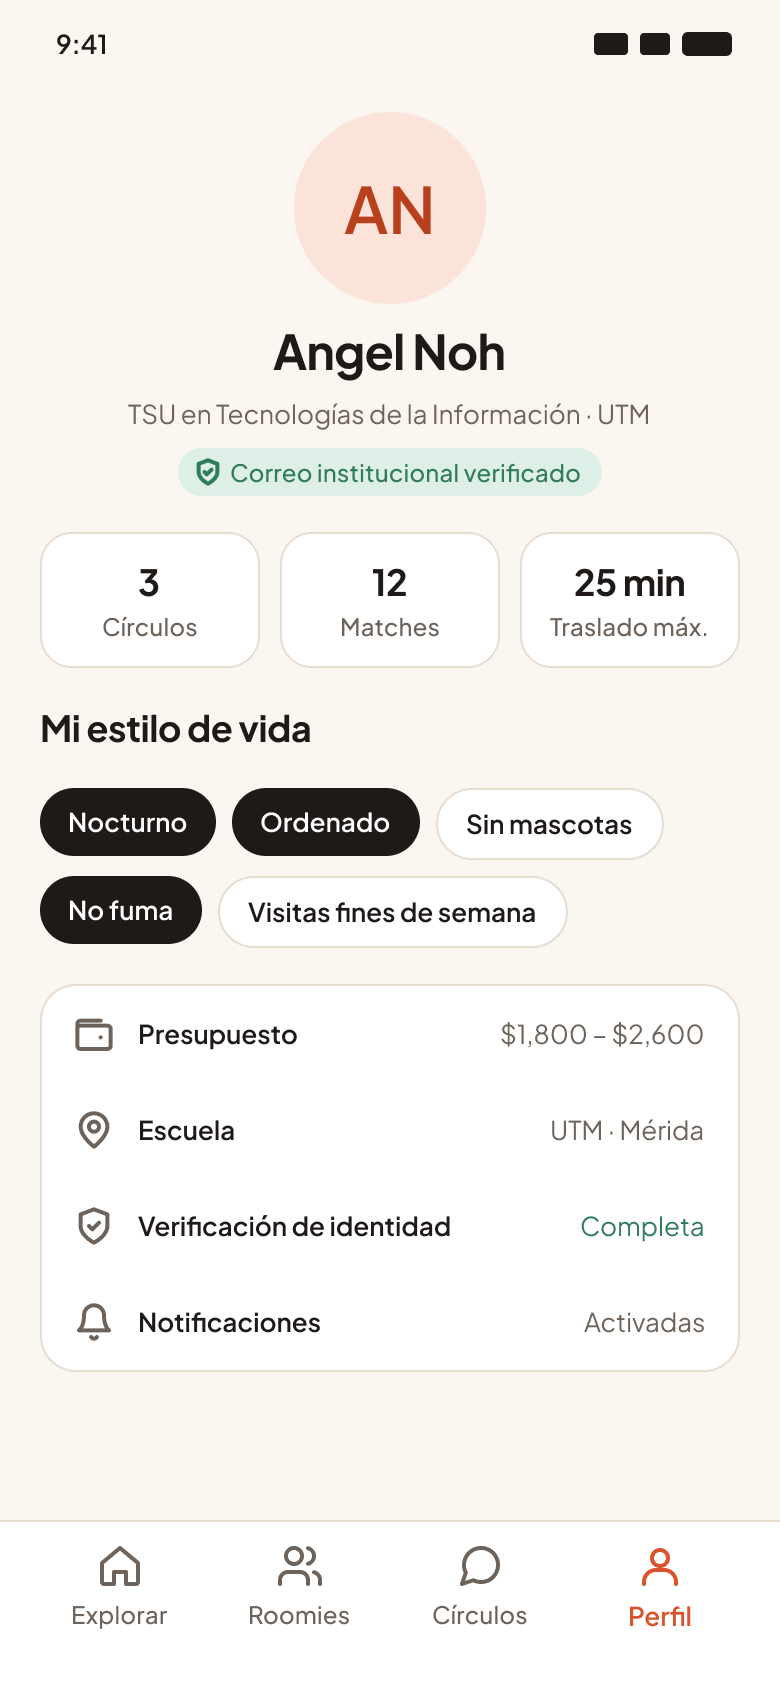 9:41
AN
Angel Noh
TSU en Tecnologías de la Información · UTM
Correo institucional verificado
3
Círculos
12
Matches
25 min
Traslado máx.
Mi estilo de vida
Nocturno
Ordenado
Sin mascotas
No fuma
Visitas fines de semana
Presupuesto $1,800 – $2,600
Escuela UTM · Mérida
Verificación de identidad Completa
Notificaciones Activadas
Explorar
Roomies
Círculos
Perfil